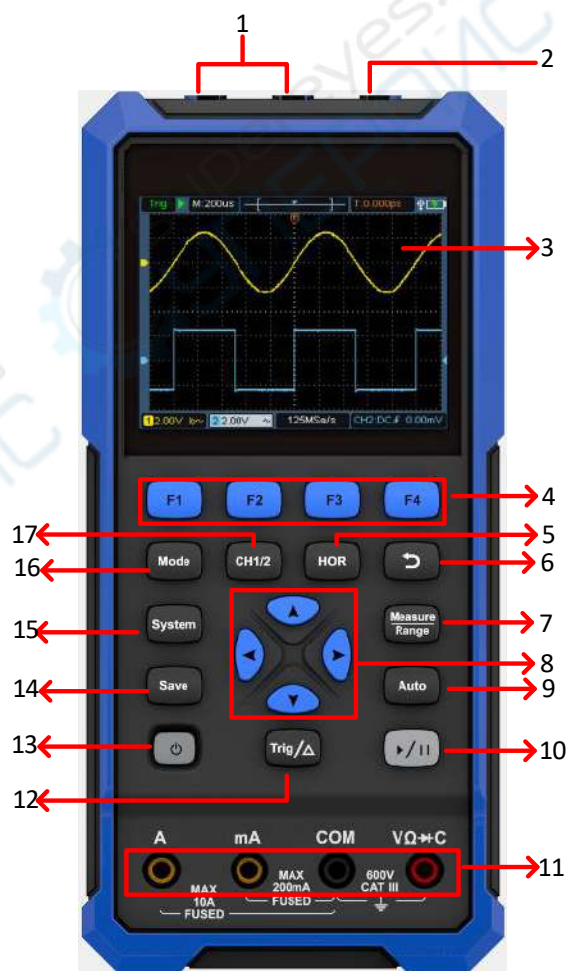 1
2
Trig M:200us T:0.000ps
3
1 2.00V 2 2.00V 125MSa/s CH2:DC 0.00mV
F1 F2 F3 F4
4
17
5
16
Mode CH1/2 HOR
6
15
System
Measure
Range
7
8
14
Save
Auto
9
13
Trig/△
10
12
A mA COM VΩC
11
MAX
10A
FUSED
MAX
200mA
FUSED
600V
CAT III